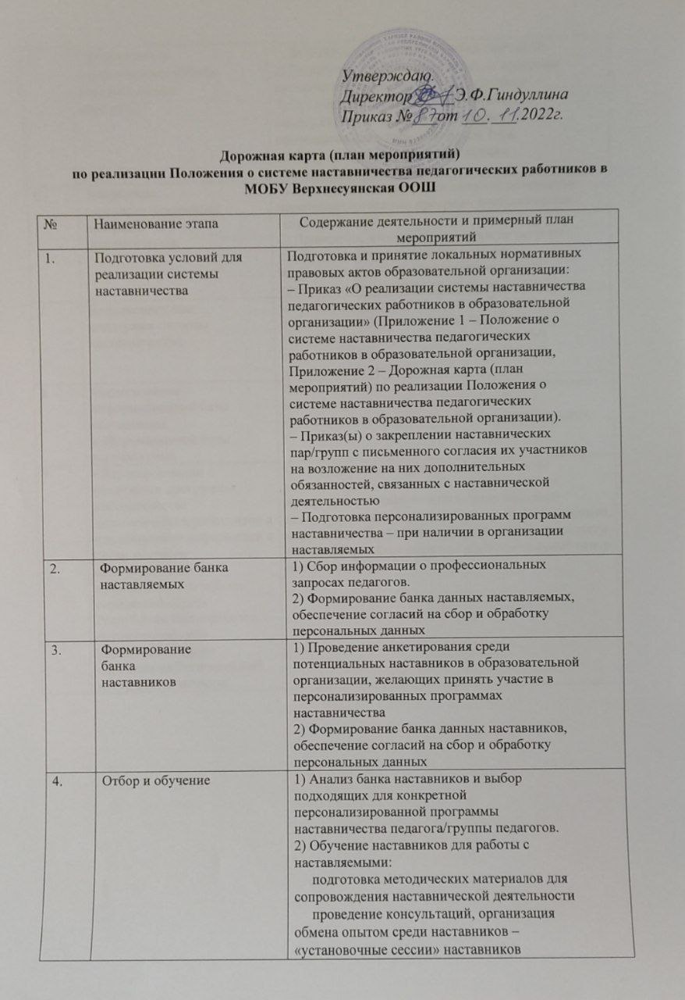 Утверждаю.
Директор Э.Ф.Гиндуллина
Приказ № 87 от 10. 11.2022г.
Дорожная карта (план мероприятий)
по реализации Положения о системе наставничества педагогических работников в
МОБУ Верхнесуянская ООШ
№ Наименование этапа Содержание деятельности и примерный план
мероприятий
1. Подготовка условий для
реализации системы
наставничества
Подготовка и принятие локальных нормативных
правовых актов образовательной организации:
– Приказ «О реализации системы наставничества
педагогических работников в образовательной
организации» (Приложение 1 – Положение о
системе наставничества педагогических
работников в образовательной организации,
Приложение 2 – Дорожная карта (план
мероприятий) по реализации Положения о
системе наставничества педагогических
работников в образовательной организации).
– Приказ(ы) о закреплении наставнических
пар/групп с письменного согласия их участников
на возложение на них дополнительных
обязанностей, связанных с наставнической
деятельностью
– Подготовка персонализированных программ
наставничества – при наличии в организации
наставляемых
2. Формирование банка
наставляемых
1) Сбор информации о профессиональных
запросах педагогов.
2) Формирование банка данных наставляемых,
обеспечение согласий на сбор и обработку
персональных данных
3. Формирование
банка
наставников
1) Проведение анкетирования среди
потенциальных наставников в образовательной
организации, желающих принять участие в
персонализированных программах
наставничества
2) Формирование банка данных наставников,
обеспечение согласий на сбор и обработку
персональных данных
4. Отбор и обучение
1) Анализ банка наставников и выбор
подходящих для конкретной
персонализированной программы
наставничества педагога/группы педагогов.
2) Обучение наставников для работы с
наставляемыми:
подготовка методических материалов для
сопровождения наставнической деятельности
проведение консультаций, организация
обмена опытом среди наставников –
«установочные сессии» наставников